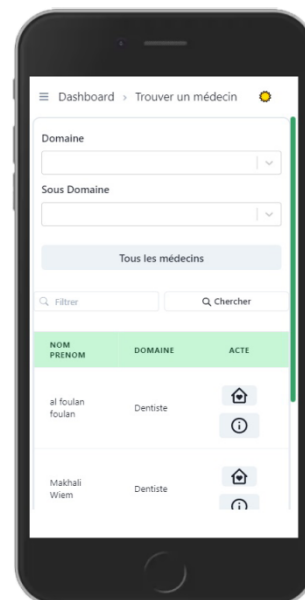 Dashboard > Trouver un médecin
Domaine
Sous Domaine
Tous les médecins
Filtrer
Chercher
NOM PRENOM DOMAINE ACTE
al foulan foulan Dentiste
Makhali Wiem Dentiste